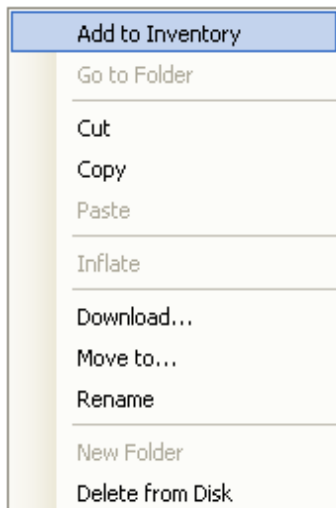 Add to Inventory
Go to Folder
Cut
Copy
Paste
Inflate
Download...
Move to...
Rename
New Folder
Delete from Disk